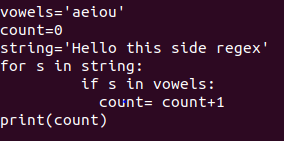 vowels='aeiou'
count=0
string='Hello this side regex'
for s in string:
        if s in vowels:
          count= count+1
print(count)